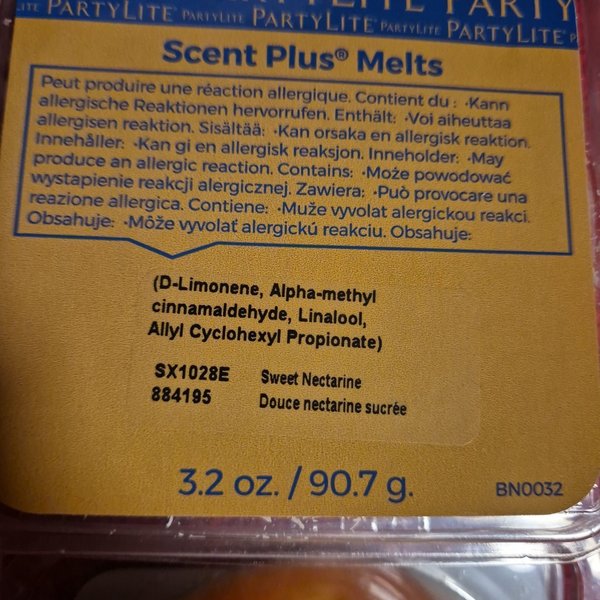 PARTYLITE PARTYLITE PARTYLITE PARTYLITE PARTYLITE
Scent Plus® Melts
Peut produire une réaction allergique. Contient du : •Kann
allergische Reaktionen hervorrufen. Enthält: •Voi aiheuttaa
allergisen reaktion. Sisältää: •Kan orsaka en allergisk reaktion.
Innehåller: •Kan gi en allergisk reaksjon. Inneholder: •May
produce an allergic reaction. Contains: •Może powodować
wystąpienie reakcji alergicznej. Zawiera: •Può provocare una
reazione allergica. Contiene: •Muže vyvolat alergickou reakci.
Obsahuje: •Môže vyvolať alergickú reakciu. Obsahuje:
(D-Limonene, Alpha-methyl
cinnamaldehyde, Linalool,
Allyl Cyclohexyl Propionate)
SX1028E Sweet Nectarine
884195 Douce nectarine sucrée
3.2 oz. / 90.7 g. BN0032